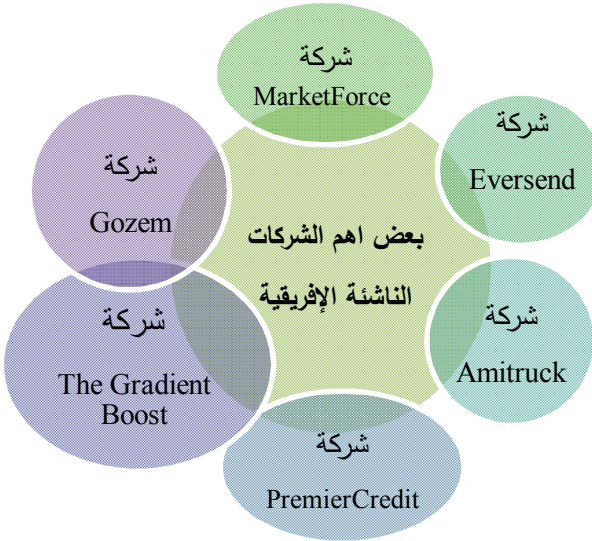 شركة
MarketForce
شركة
Eversend
شركة
Amitruck
شركة
PremierCredit
شركة
The Gradient
Boost
شركة
Gozem
بعض اهم الشركات
الناشئة الإفريقية